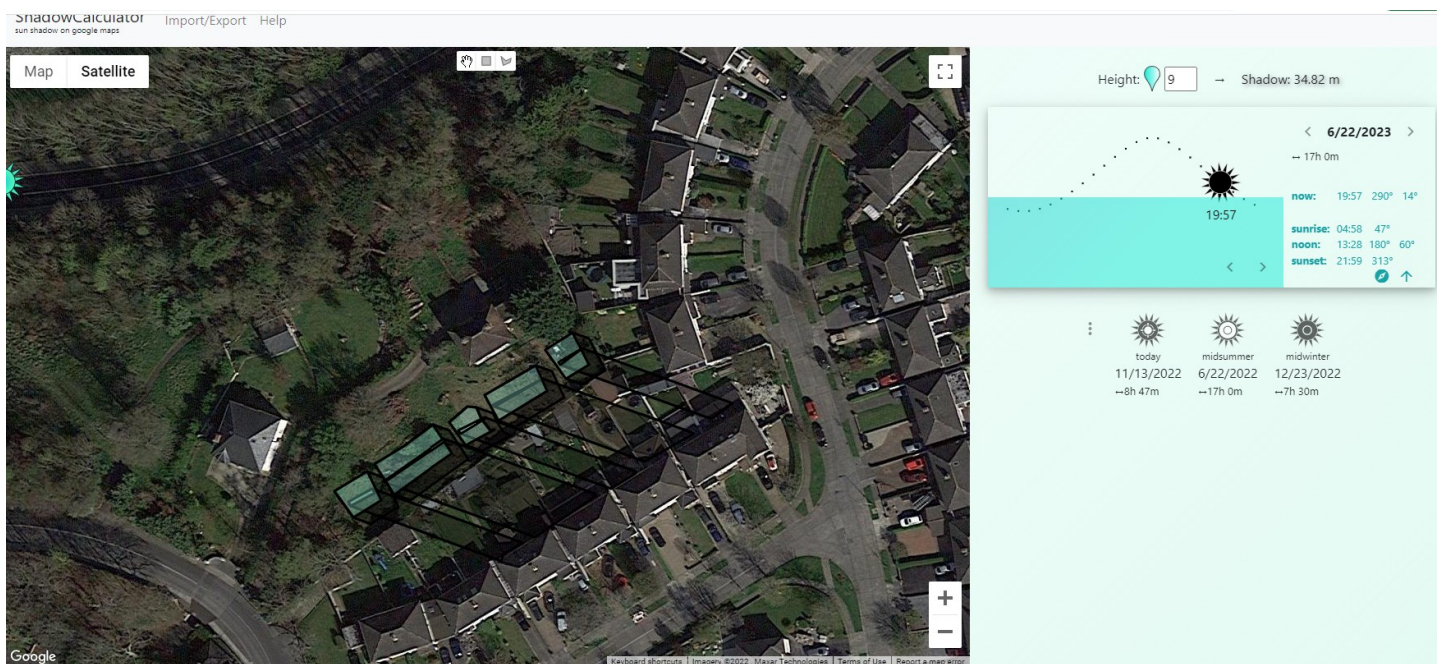 ShadowCalculator Import/Export Help
sun shadow on google maps
Map Satellite
Height: 9 → Shadow: 34.82 m
< 6/22/2023 >
↔ 17h 0m
now: 19:57 290° 14°
19:57
sunrise: 04:58 47°
noon: 13:28 180° 60°
sunset: 21:59 313°
< >
today midsummer midwinter
11/13/2022 6/22/2022 12/23/2022
↔8h 47m ↔17h 0m ↔7h 30m
+
−
Google
Keyboard shortcuts Imagery ©2022 Maxar Technologies Terms of Use Report a map error